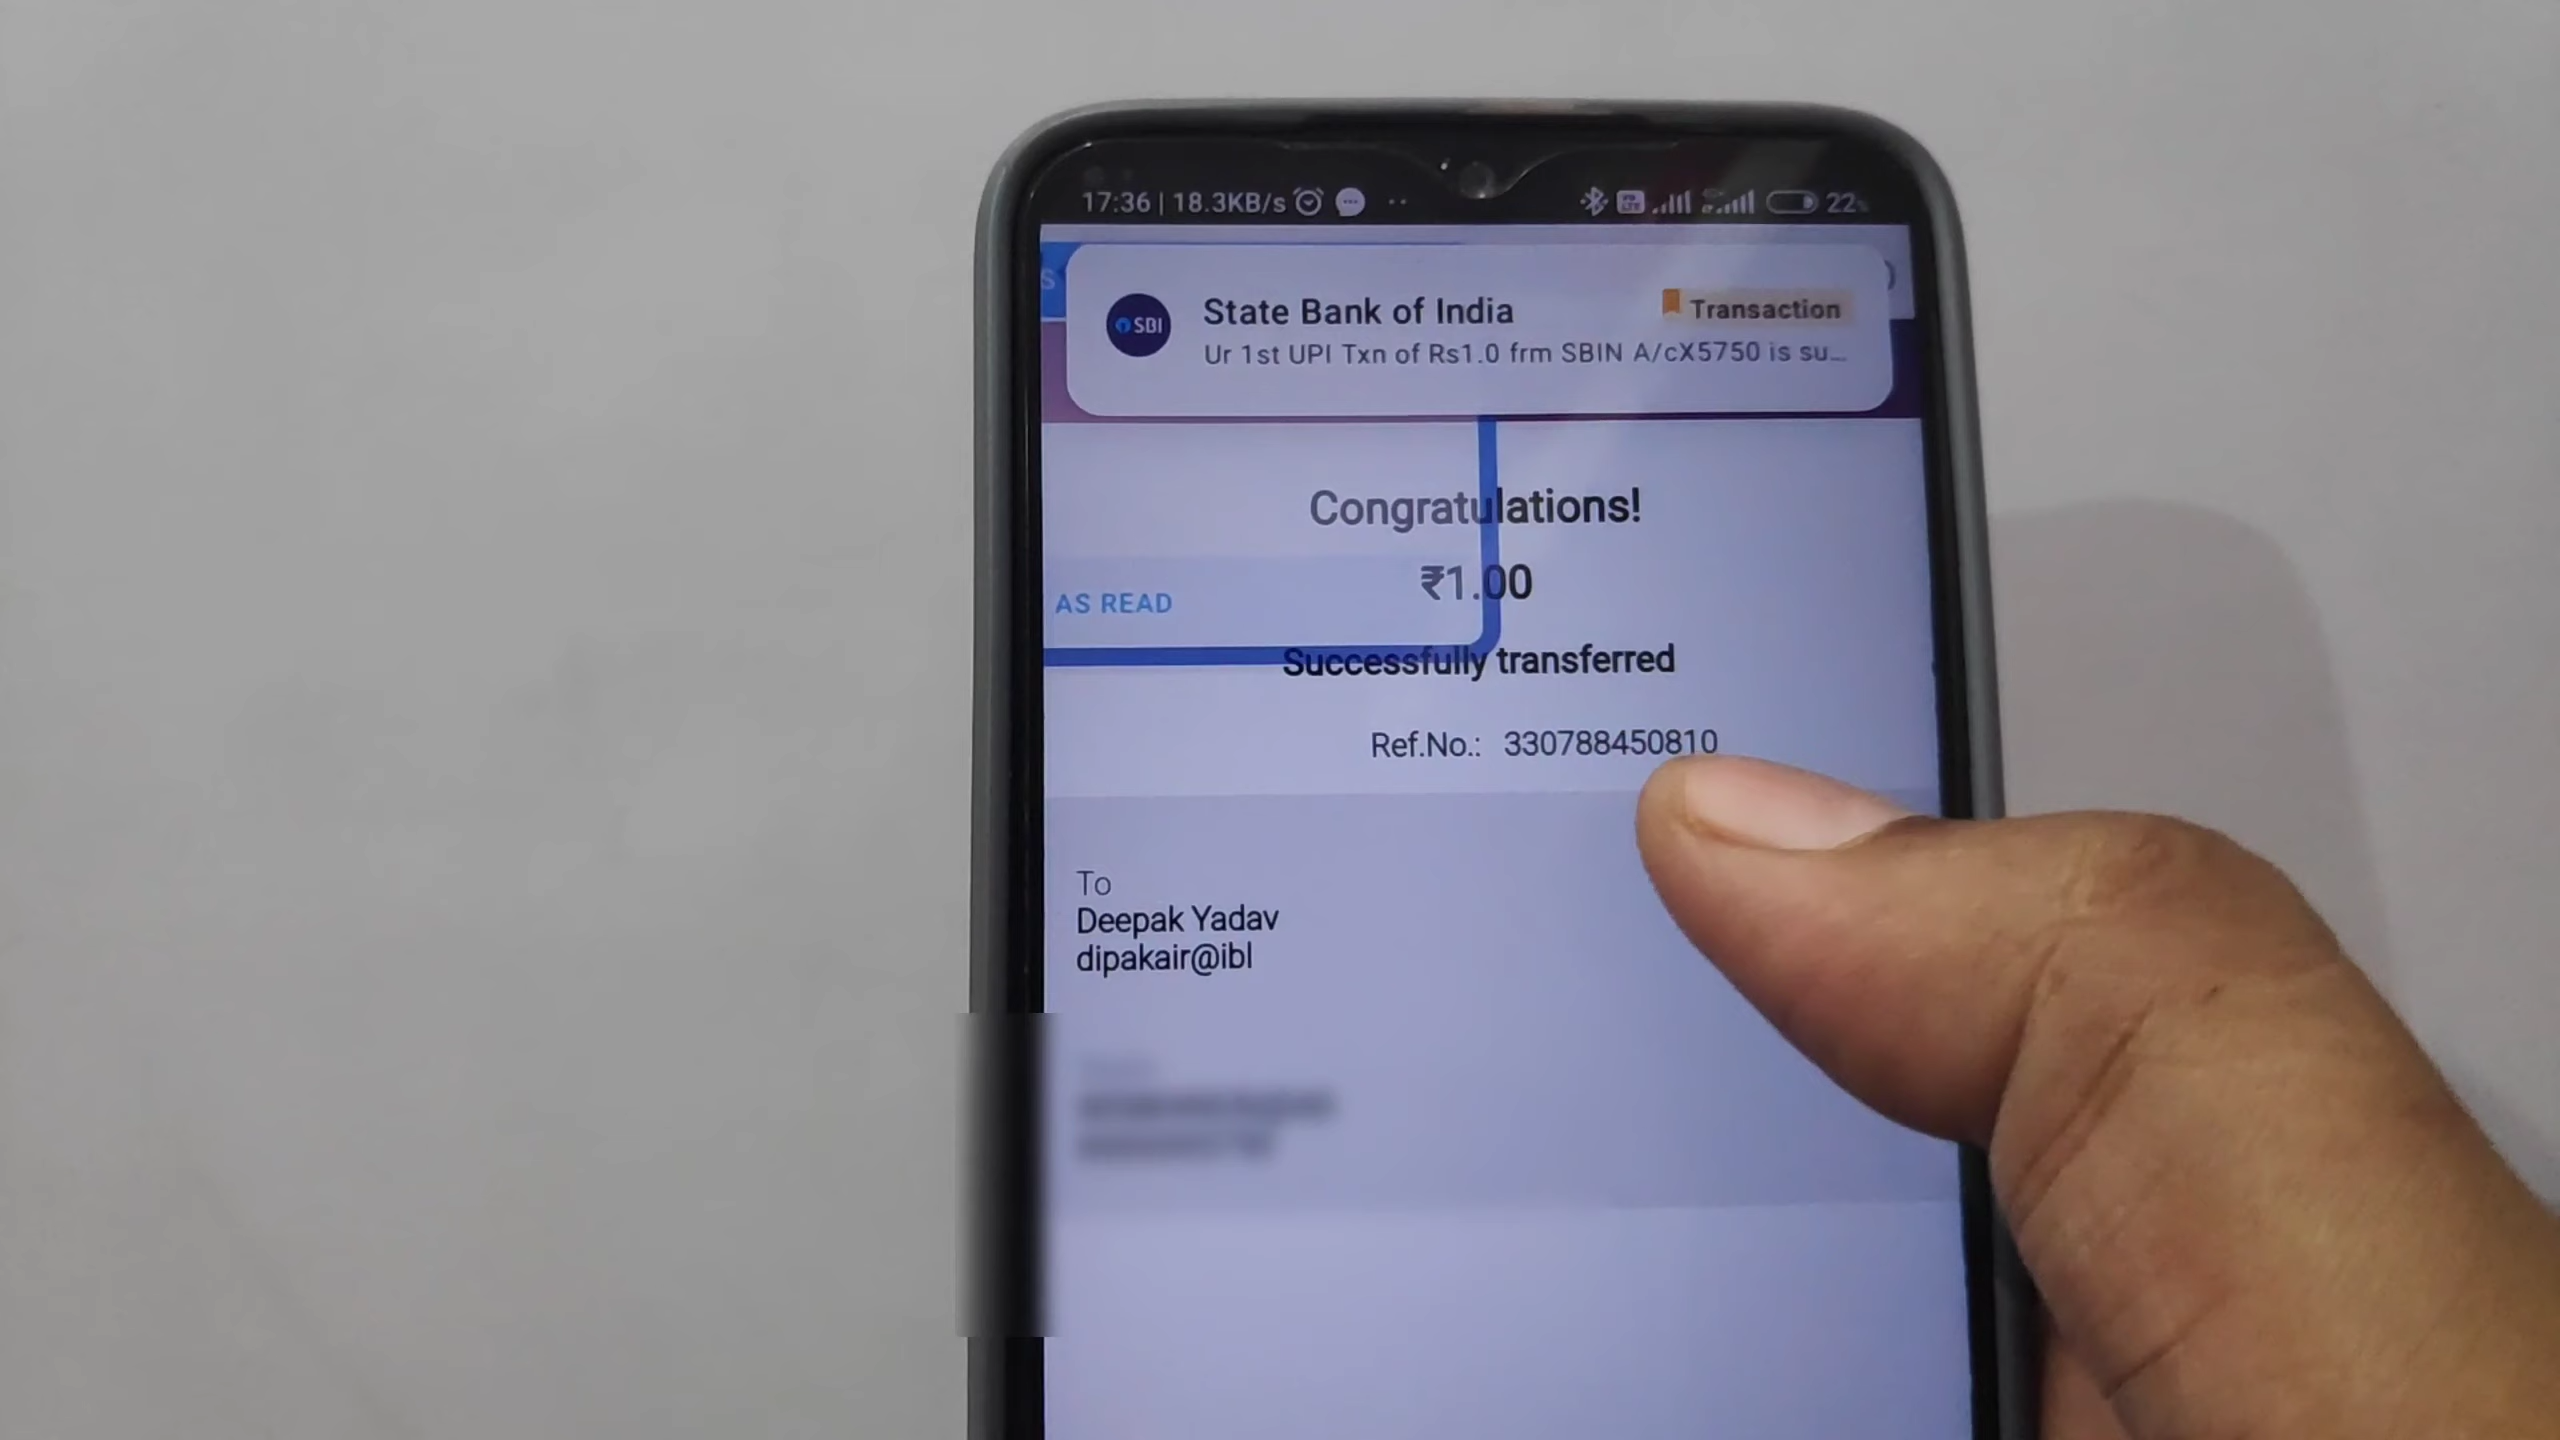 17:36 | 18.3KB/s
22%
S
SBI
State Bank of India
Transaction
Ur 1st UPI Txn of Rs1.0 frm SBIN A/cX5750 is su...
Congratulations!
₹1.00
AS READ
Successfully transferred
Ref.No.: 330788450810
To
Deepak Yadav
dipakair@ibl